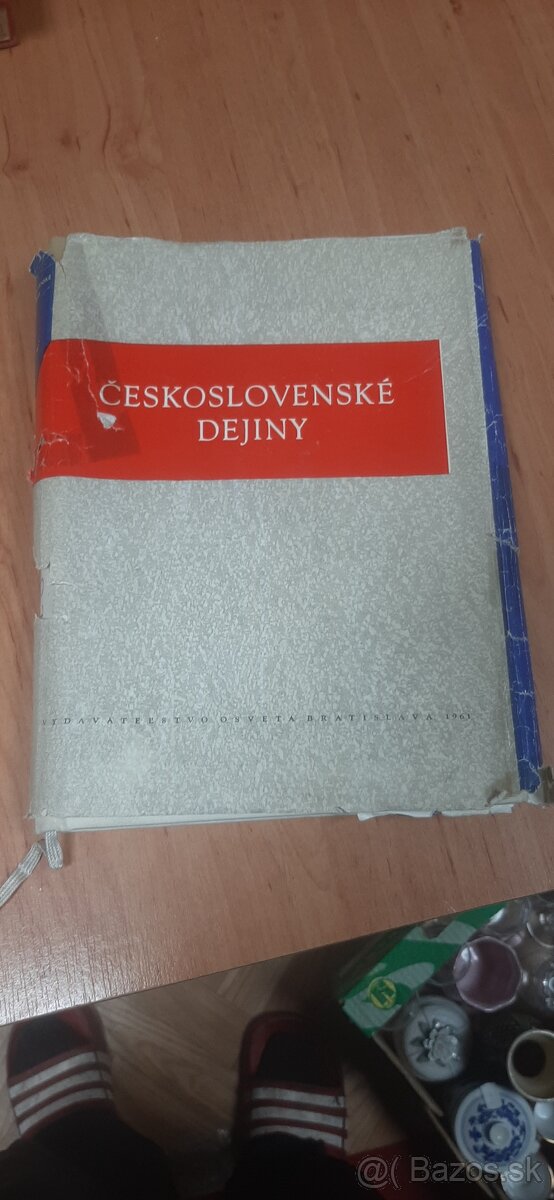 ČESKOSLOVENSKÉ
DEJINY
VYDAVATEĽSTVO OSVETA BRATISLAVA 1961
@( Bazos.sk